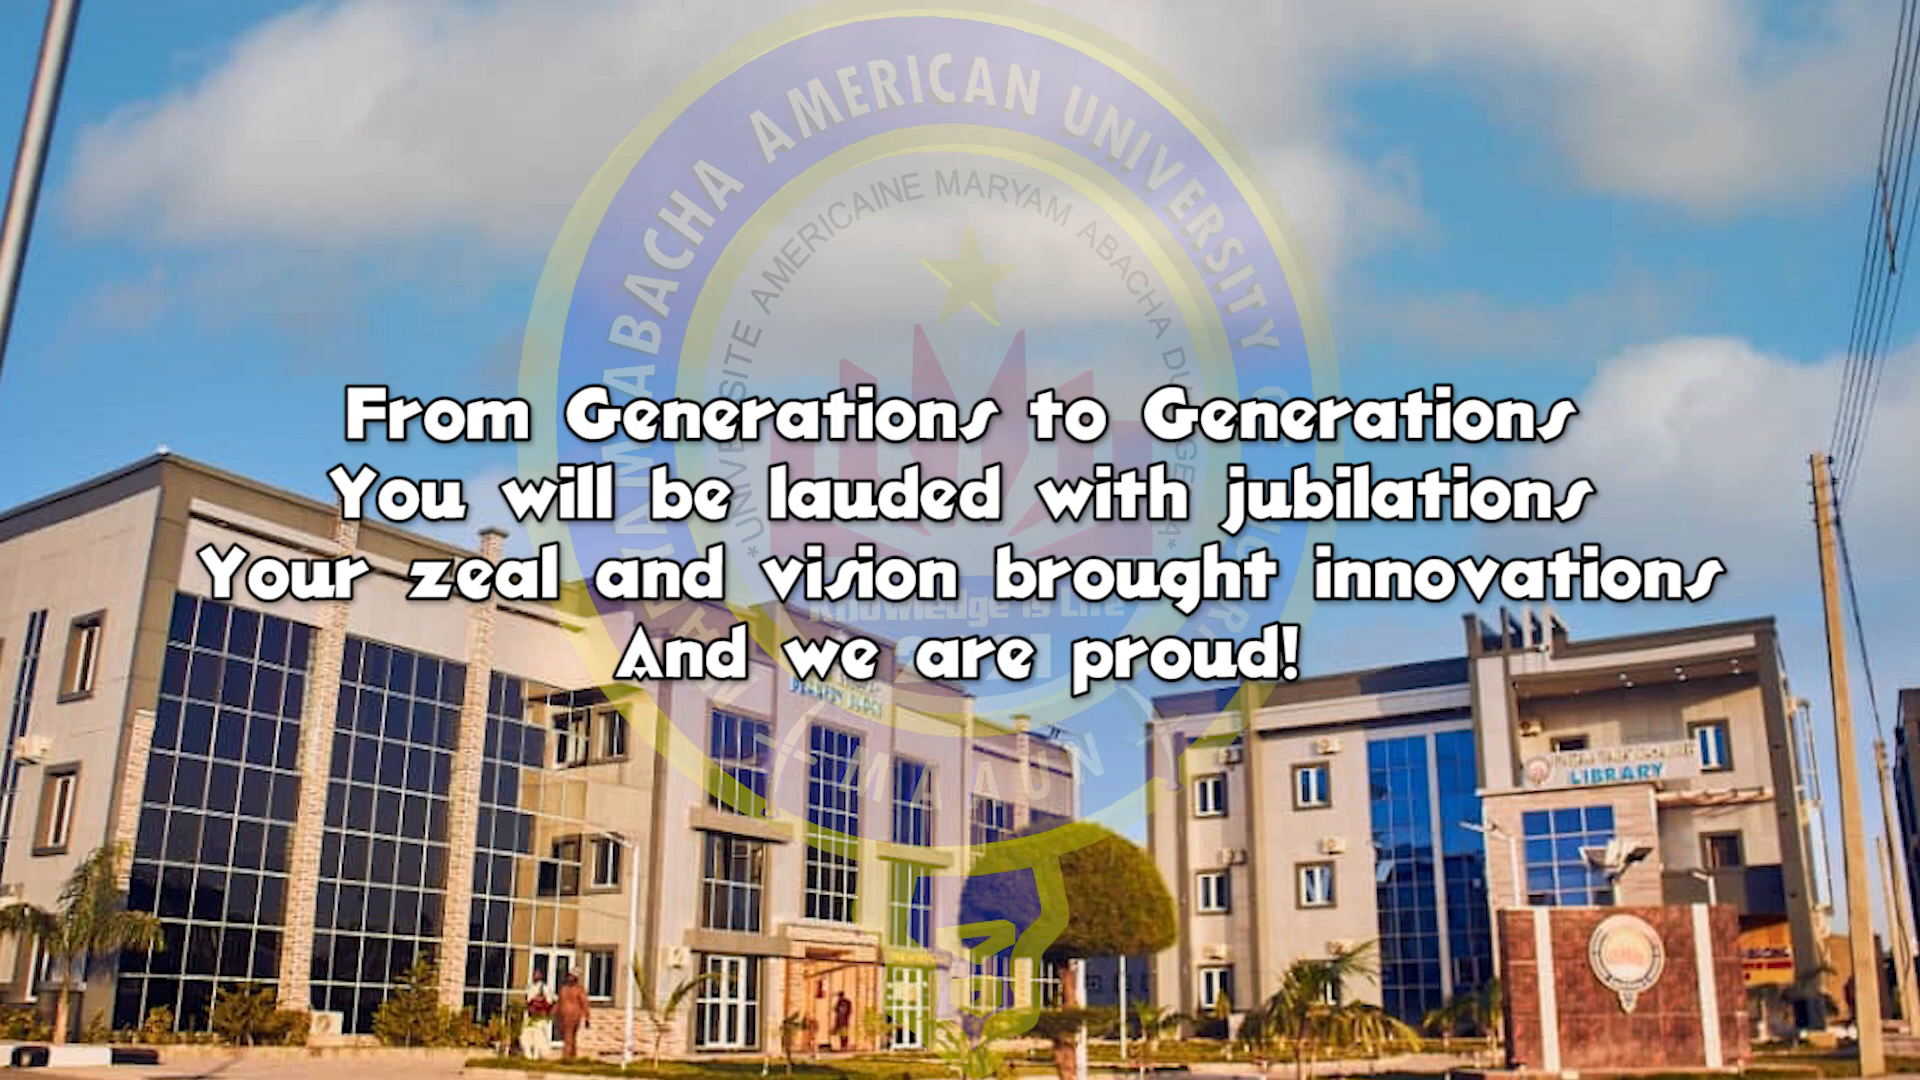 MARYAM ABACHA AMERICAN UNIVERSITY
*UNIVERSITE AMERICAINE MARYAM ABACHA DU
From Generations to Generations
You will be lauded with jubilations
Your zeal and vision brought innovations
And we are proud!
Knowledge is Life
MAAUN
LIBRARY